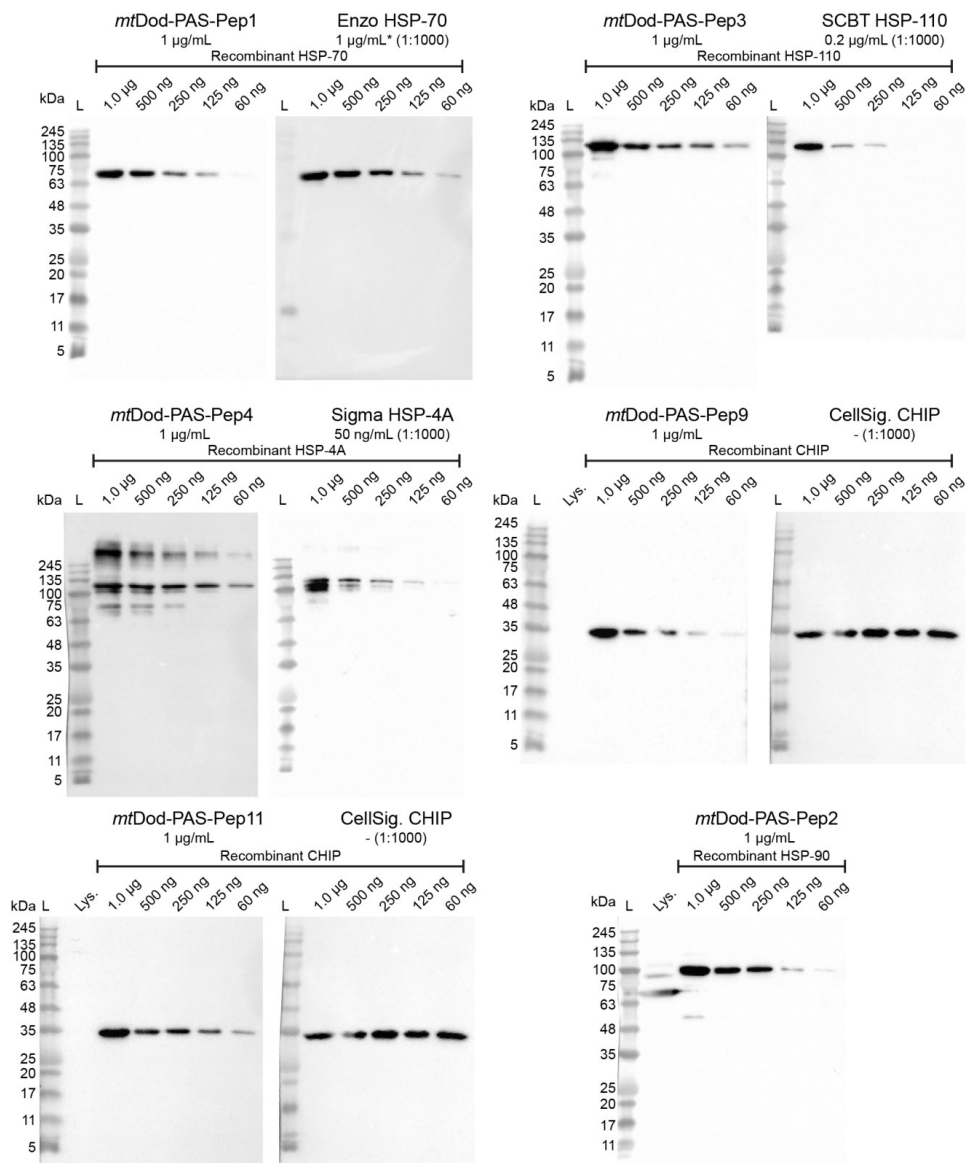 mtDod-PAS-Pep1 Enzo HSP-70
1 µg/mL 1 µg/mL* (1:1000)
Recombinant HSP-70
kDa L 1.0 µg 500 ng 250 ng 125 ng 60 ng L 1.0 µg 500 ng 250 ng 125 ng 60 ng
245
135
100
75
63
48
35
25
20
17
11
5
mtDod-PAS-Pep3 SCBT HSP-110
1 µg/mL 0.2 µg/mL (1:1000)
Recombinant HSP-110
kDa L 1.0 µg 500 ng 250 ng 125 ng 60 ng L 1.0 µg 500 ng 250 ng 125 ng 60 ng
245
135
100
75
63
48
35
25
20
17
11
5
mtDod-PAS-Pep4 Sigma HSP-4A
1 µg/mL 50 ng/mL (1:1000)
Recombinant HSP-4A
kDa L 1.0 µg 500 ng 250 ng 125 ng 60 ng L 1.0 µg 500 ng 250 ng 125 ng 60 ng
245
135
100
75
63
48
35
25
20
17
11
5
mtDod-PAS-Pep9 CellSig. CHIP
1 µg/mL - (1:1000)
Recombinant CHIP
kDa L Lys. 1.0 µg 500 ng 250 ng 125 ng 60 ng L 1.0 µg 500 ng 250 ng 125 ng 60 ng
245
135
100
75
63
48
35
25
20
17
11
5
mtDod-PAS-Pep11 CellSig. CHIP
1 µg/mL - (1:1000)
Recombinant CHIP
kDa L Lys. 1.0 µg 500 ng 250 ng 125 ng 60 ng L 1.0 µg 500 ng 250 ng 125 ng 60 ng
245
135
100
75
63
48
35
25
20
17
11
5
mtDod-PAS-Pep2
1 µg/mL
Recombinant HSP-90
kDa L Lys. 1.0 µg 500 ng 250 ng 125 ng 60 ng
245
135
100
75
63
48
35
25
20
17
11